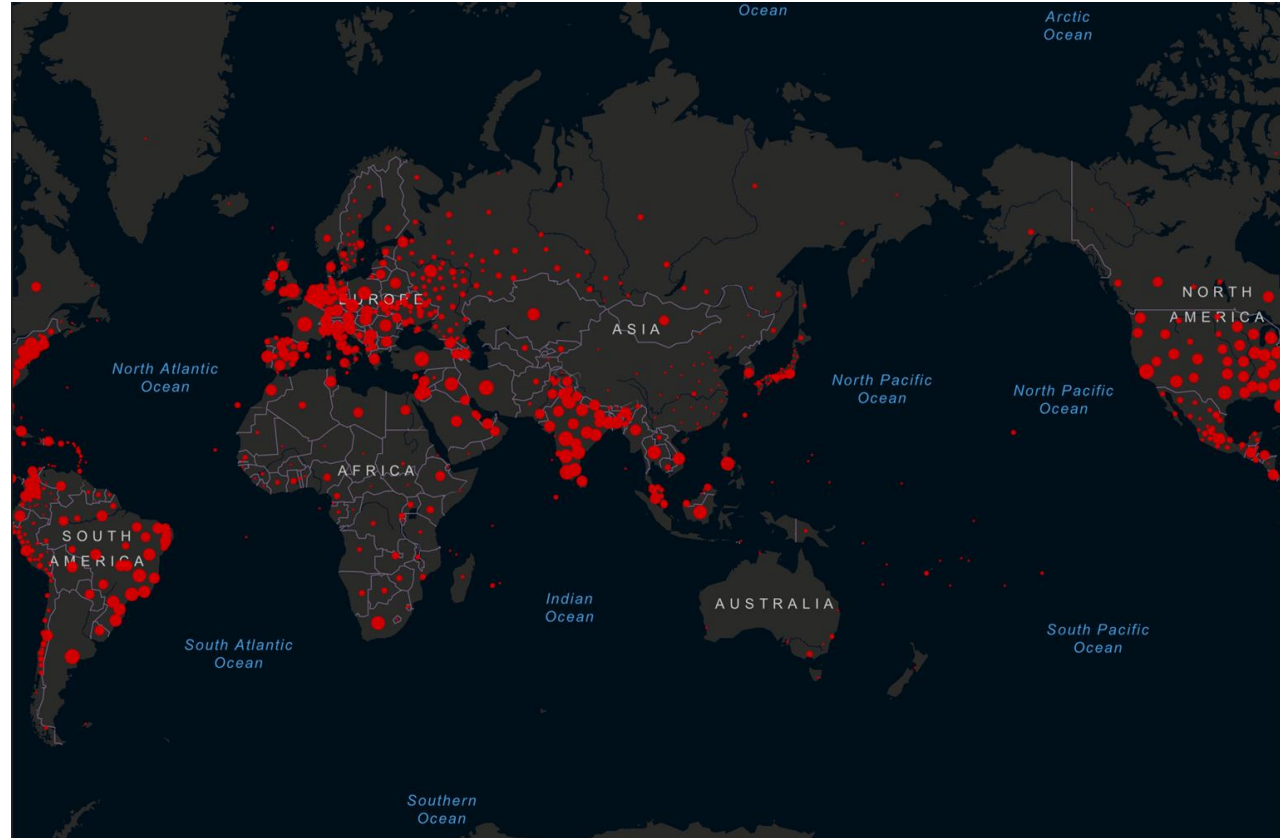 Ocean
Arctic
Ocean
EUROPE
ASIA
NORTH
AMERICA
North Atlantic
Ocean
North Pacific
Ocean
North Pacific
Ocean
AFRICA
SOUTH
AMERICA
Indian
Ocean
AUSTRALIA
South Atlantic
Ocean
South Pacific
Ocean
Southern
Ocean